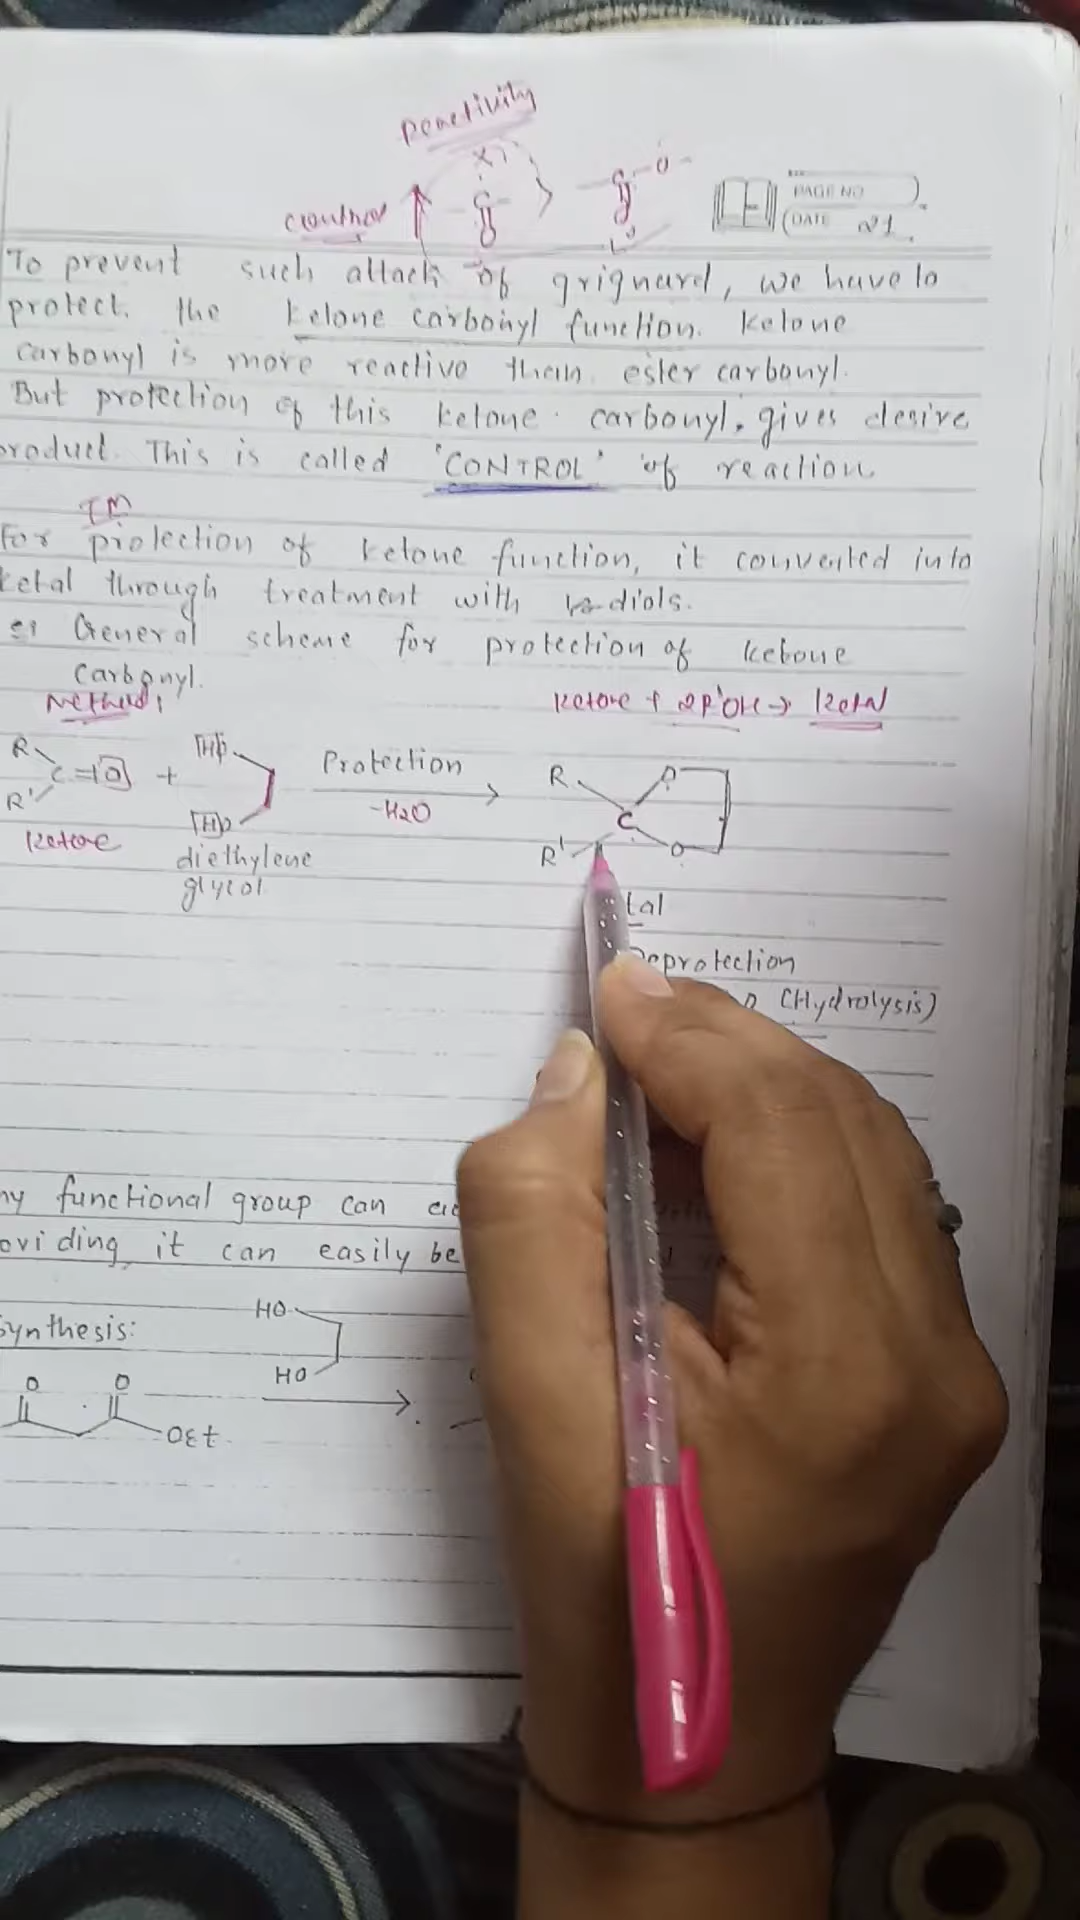 Reactivity
control
PAGE NO
DATE 21.
To prevent such attack of grignard, we have to
protect. the ketone carbonyl function. Ketone
carbonyl is more reactive than ester carbonyl.
But protection of this ketone carbonyl, gives desire
product. This is called 'CONTROL' of reaction
TM
For protection of ketone function, it converted into
ketal through treatment with diols.
General scheme for protection of ketone
carbonyl.
Method:
Ketone + 2R'OH → Ketal
R
R'
C=O + [H]O
[H]O
Protection
-H2O
R
R'
C
O
O
Ketone
diethylene
glycol
tal
Deprotection
(Hydrolysis)
ny functional group can
oviding, it can easily be
Synthesis:
HO
HO
O O
OEt